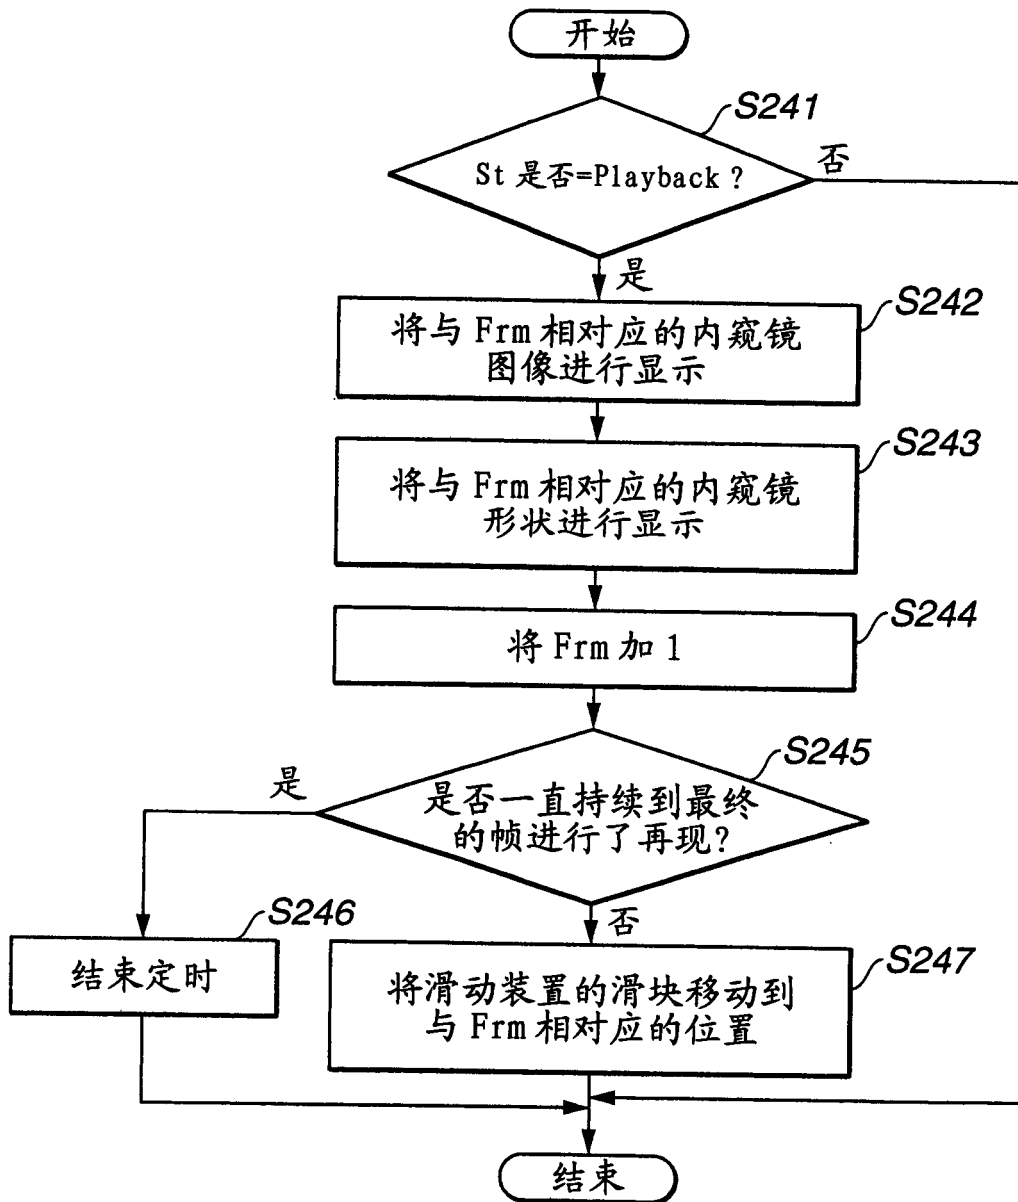 开始
S241
St 是否=Playback?
否
是
S242
将与 Frm 相对应的内窥镜
图像进行显示
S243
将与 Frm 相对应的内窥镜
形状进行显示
S244
将 Frm 加 1
S245
是
是否一直持续到最终
的帧进行了再现?
否
S246
结束定时
S247
将滑动装置的滑块移动到
与 Frm 相对应的位置
结束